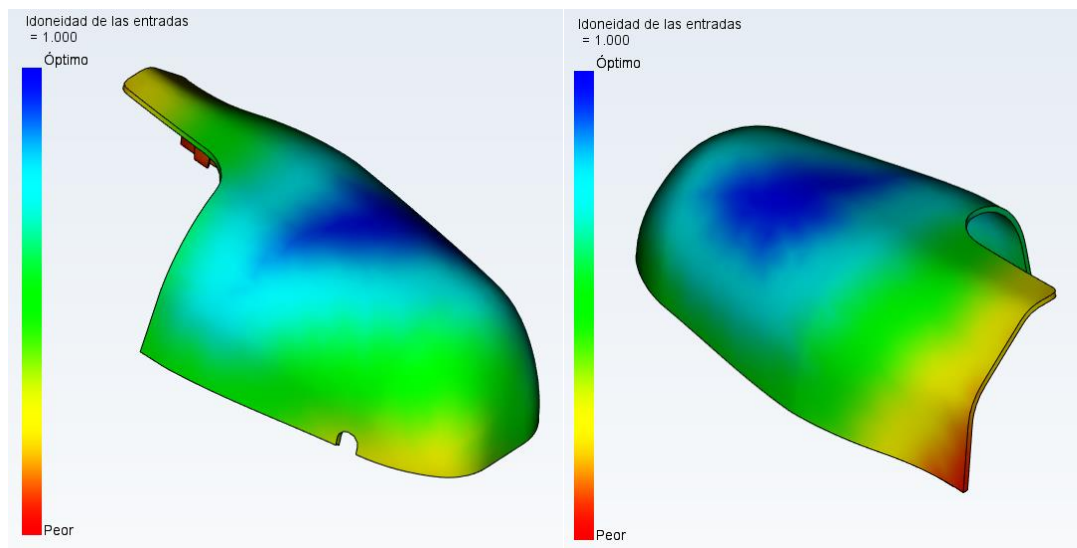 Idoneidad de las entradas
= 1.000
Óptimo
Peor
Idoneidad de las entradas
= 1.000
Óptimo
Peor